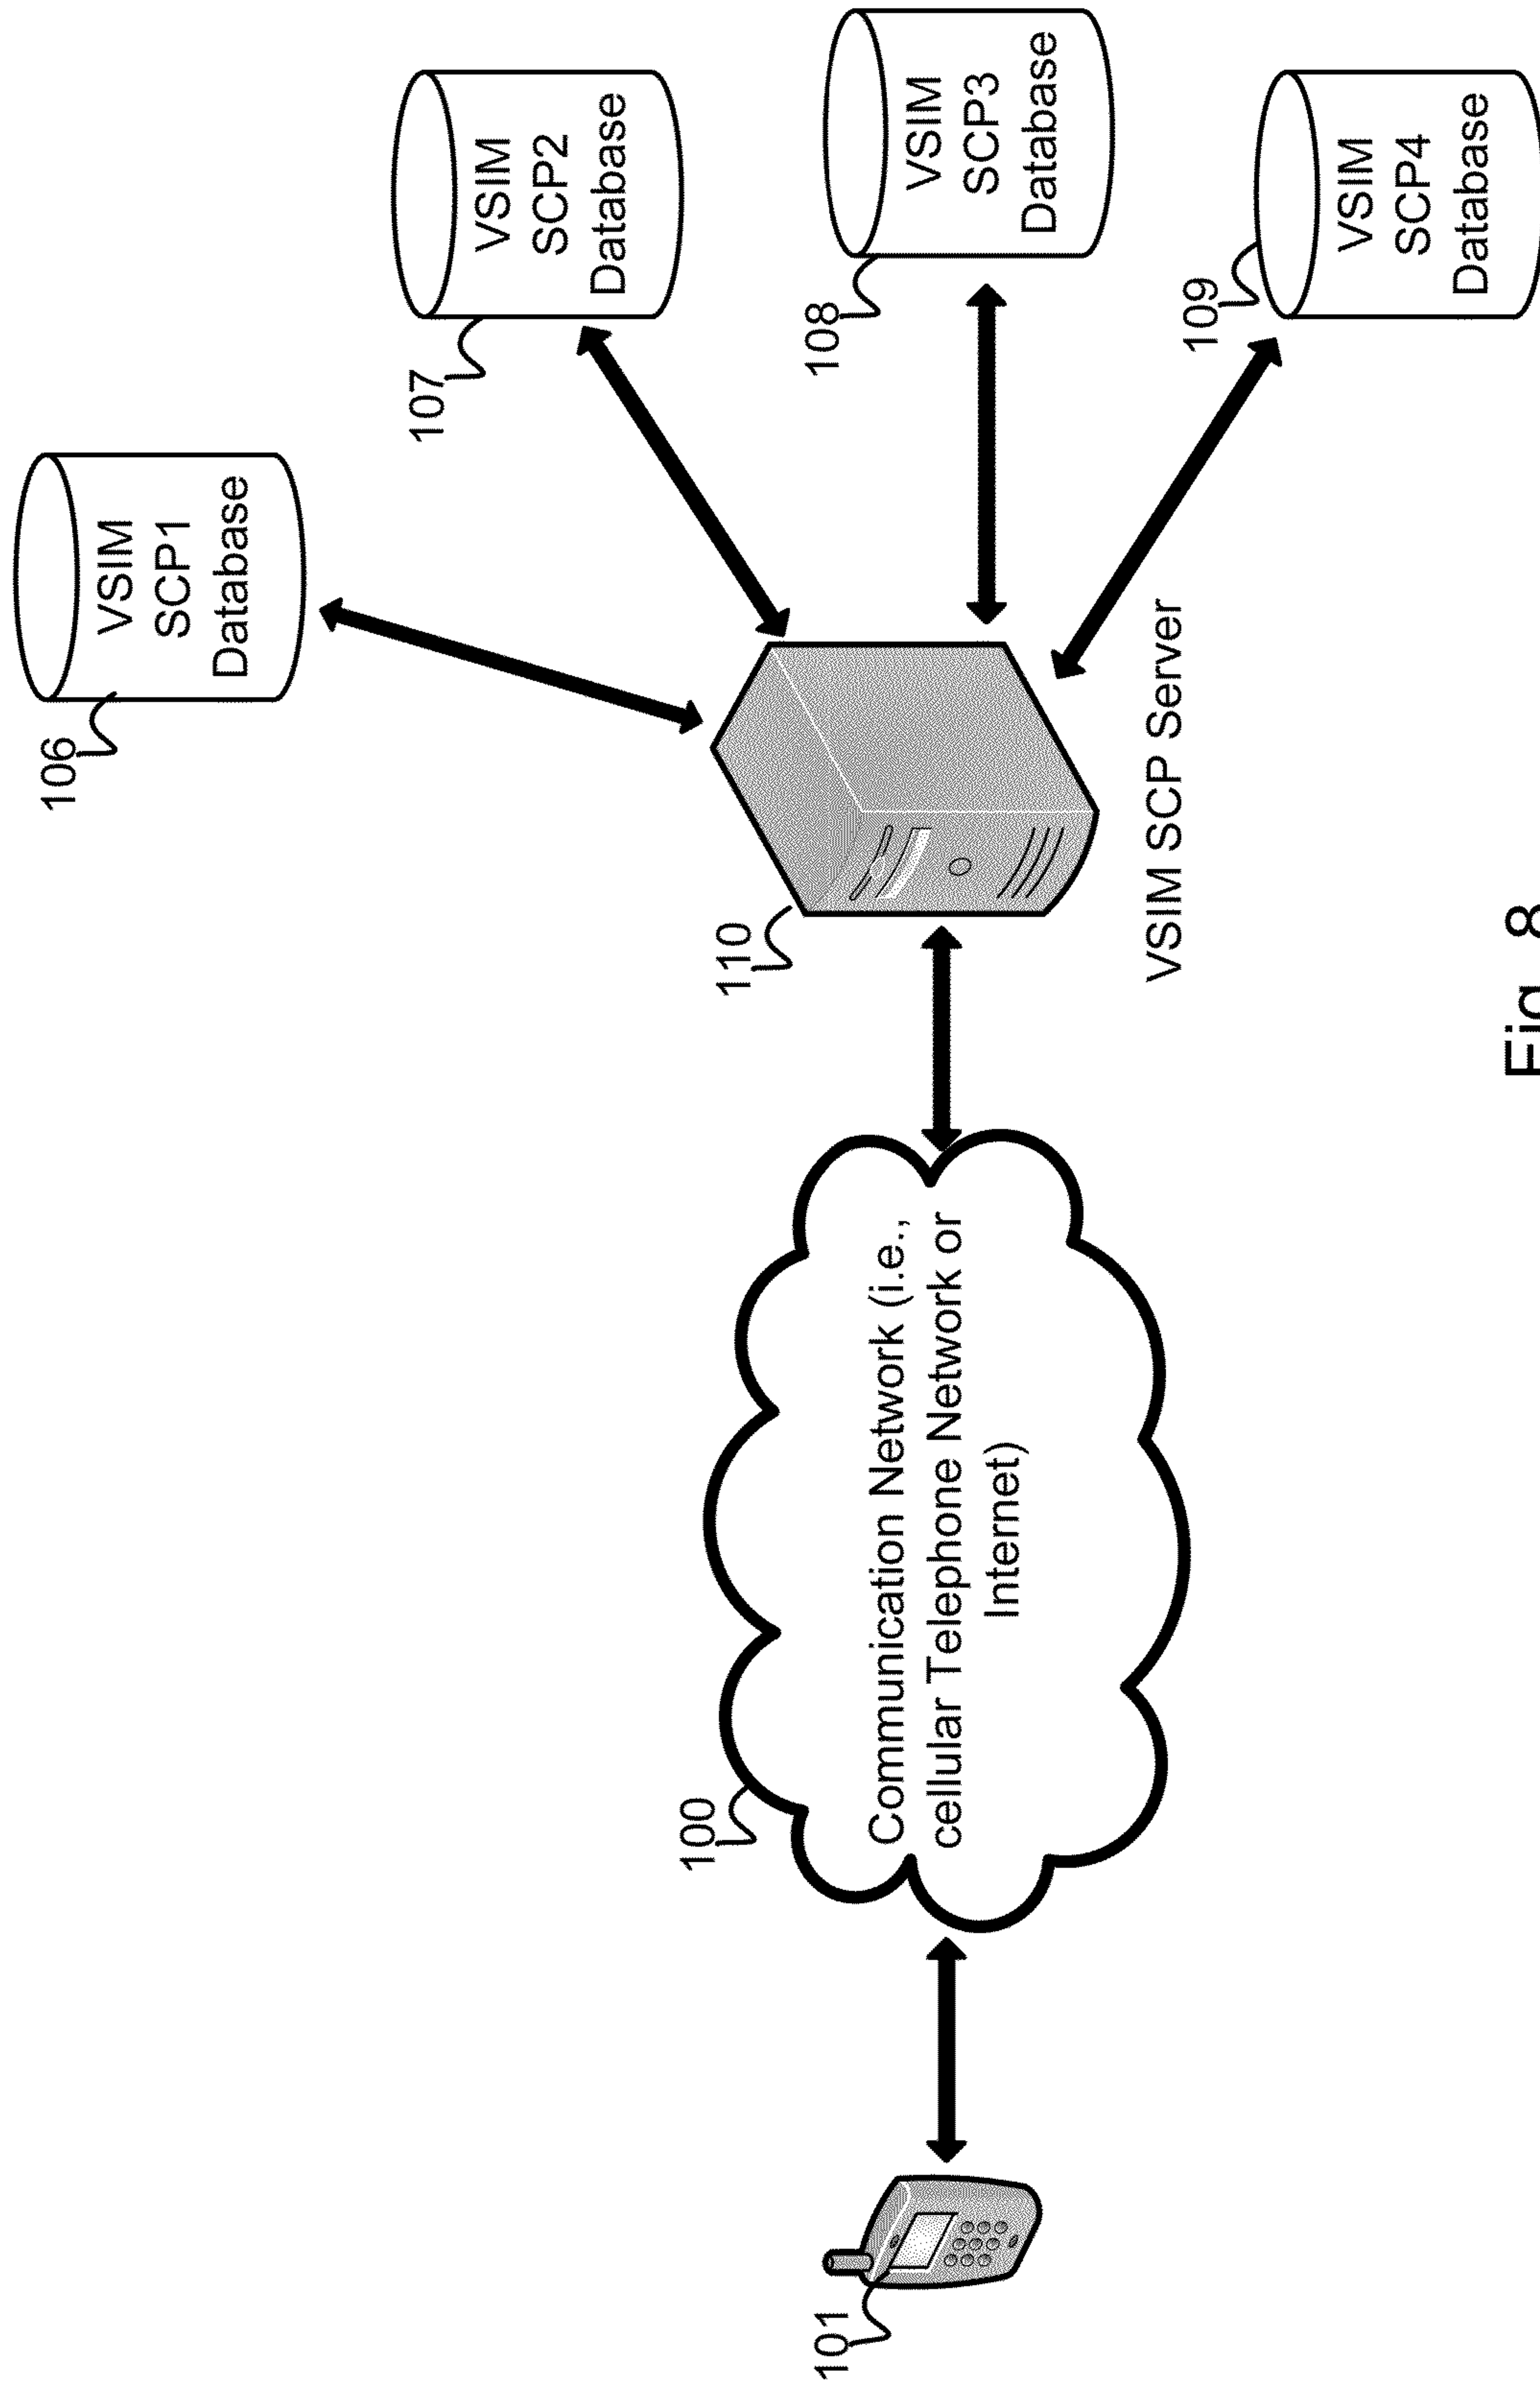 106
VSIM
SCP1
Database
107
VSIM
SCP2
Database
108
VSIM
SCP3
Database
109
VSIM
SCP4
Database
110
VSIM SCP Server
100
Communication Network (i.e.,
cellular Telephone Network or
Internet)
101
Fig. 8